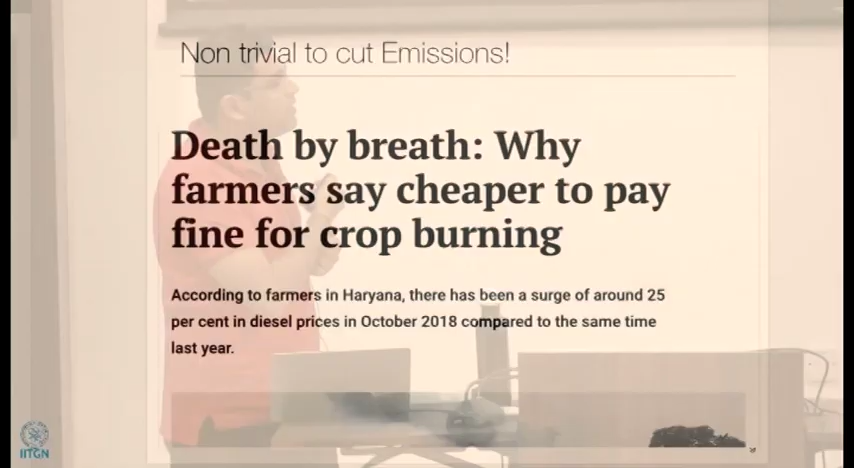 Non trivial to cut Emissions!
Death by breath: Why
farmers say cheaper to pay
fine for crop burning
According to farmers in Haryana, there has been a surge of around 25
per cent in diesel prices in October 2018 compared to the same time
last year.
IITGN